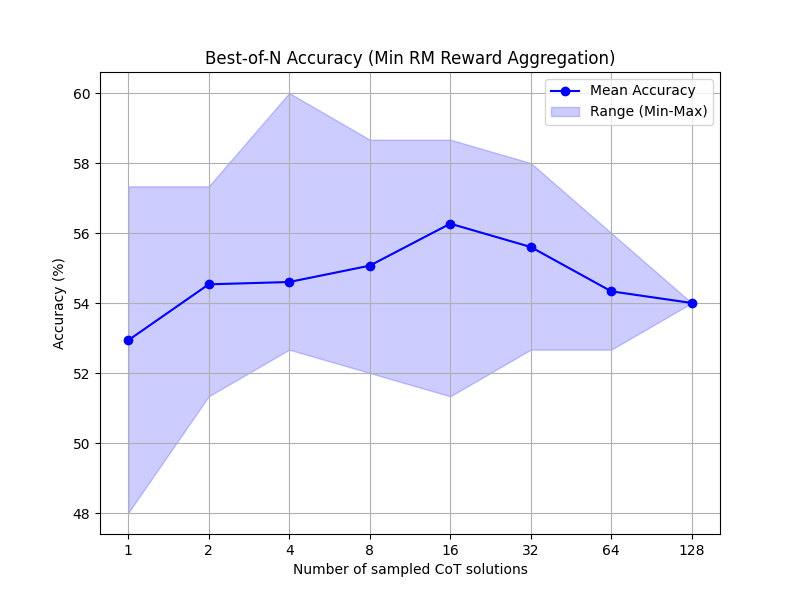 Best-of-N Accuracy (Min RM Reward Aggregation)
Mean Accuracy
Range (Min-Max)
Accuracy (%)
60
58
56
54
52
50
48
1 2 4 8 16 32 64 128
Number of sampled CoT solutions